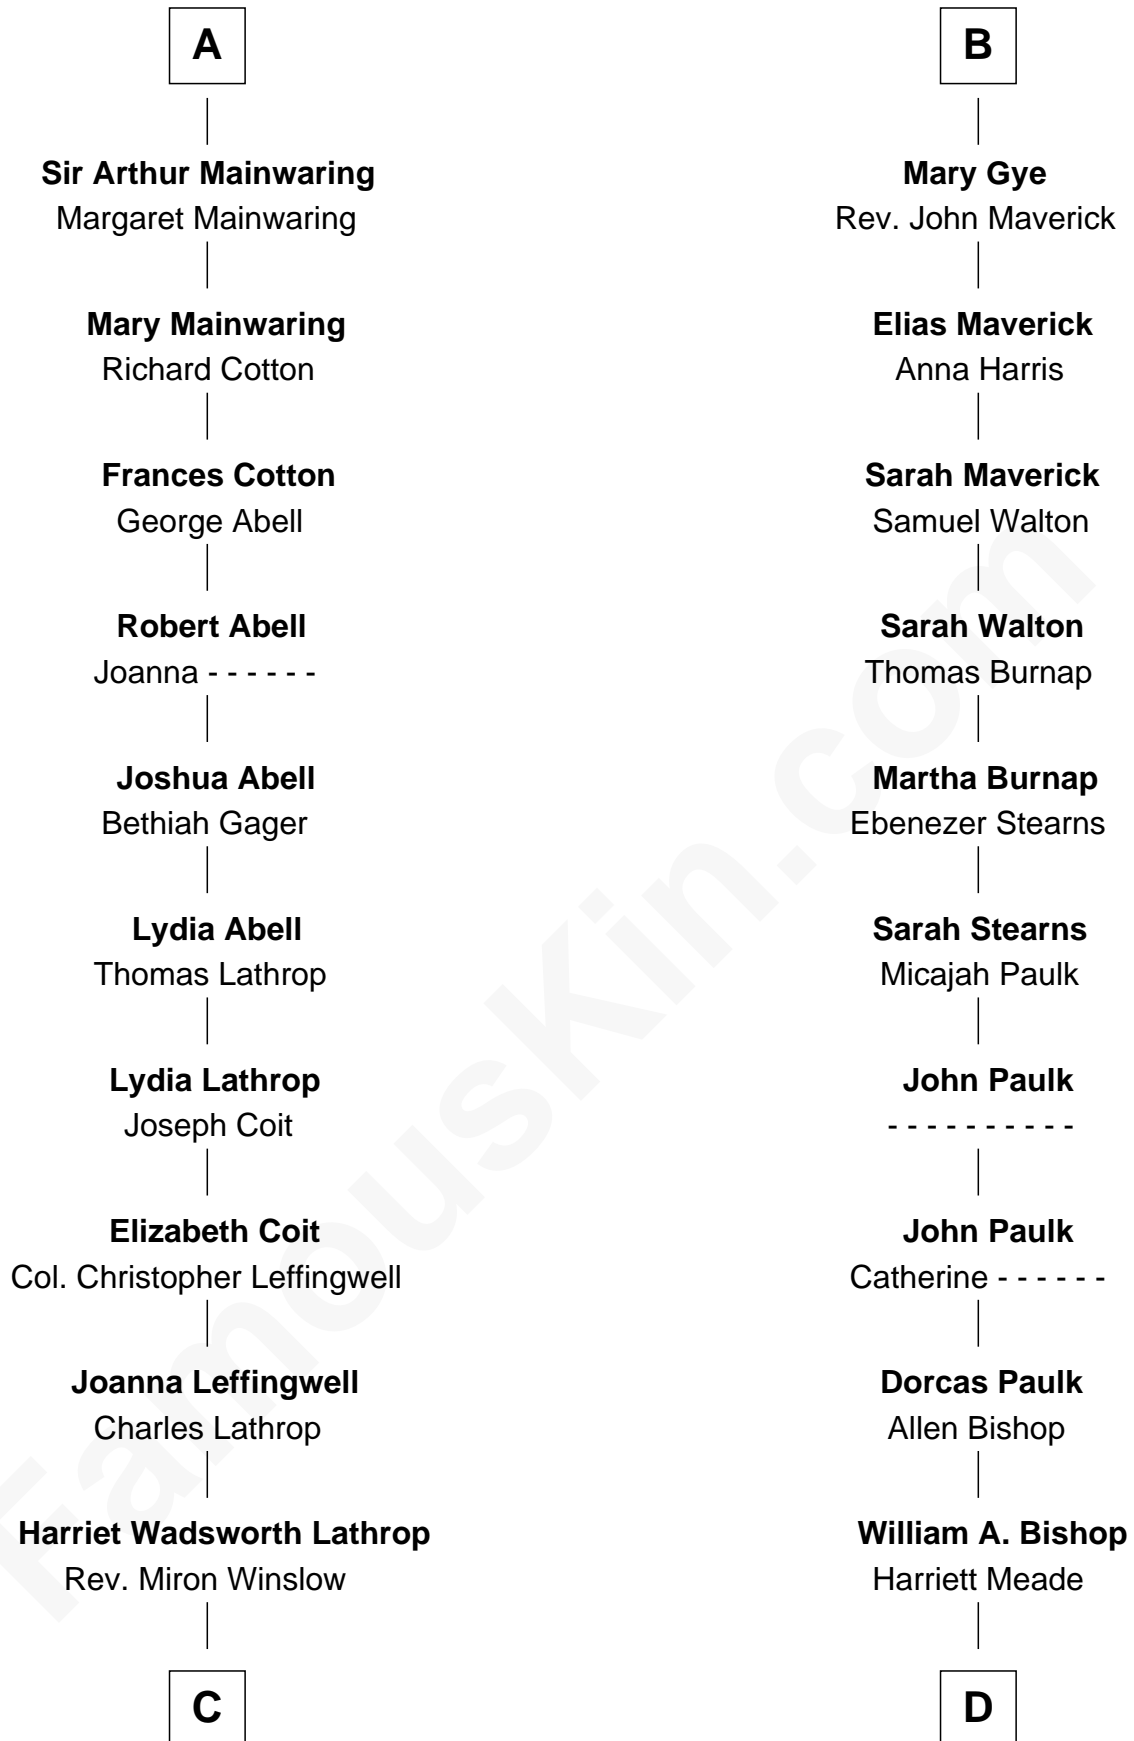 A
Sir Arthur Mainwaring
Margaret Mainwaring
Mary Mainwaring
Richard Cotton
Frances Cotton
George Abell
Robert Abell
Joanna - - - - - -
Joshua Abell
Bethiah Gager
Lydia Abell
Thomas Lathrop
Lydia Lathrop
Joseph Coit
Elizabeth Coit
Col. Christopher Leffingwell
Joanna Leffingwell
Charles Lathrop
Harriet Wadsworth Lathrop
Rev. Miron Winslow
C
B
Mary Gye
Rev. John Maverick
Elias Maverick
Anna Harris
Sarah Maverick
Samuel Walton
Sarah Walton
Thomas Burnap
Martha Burnap
Ebenezer Stearns
Sarah Stearns
Micajah Paulk
John Paulk
- - - - - - - - - -
John Paulk
Catherine - - - - - -
Dorcas Paulk
Allen Bishop
William A. Bishop
Harriett Meade
D
FamousKin.com